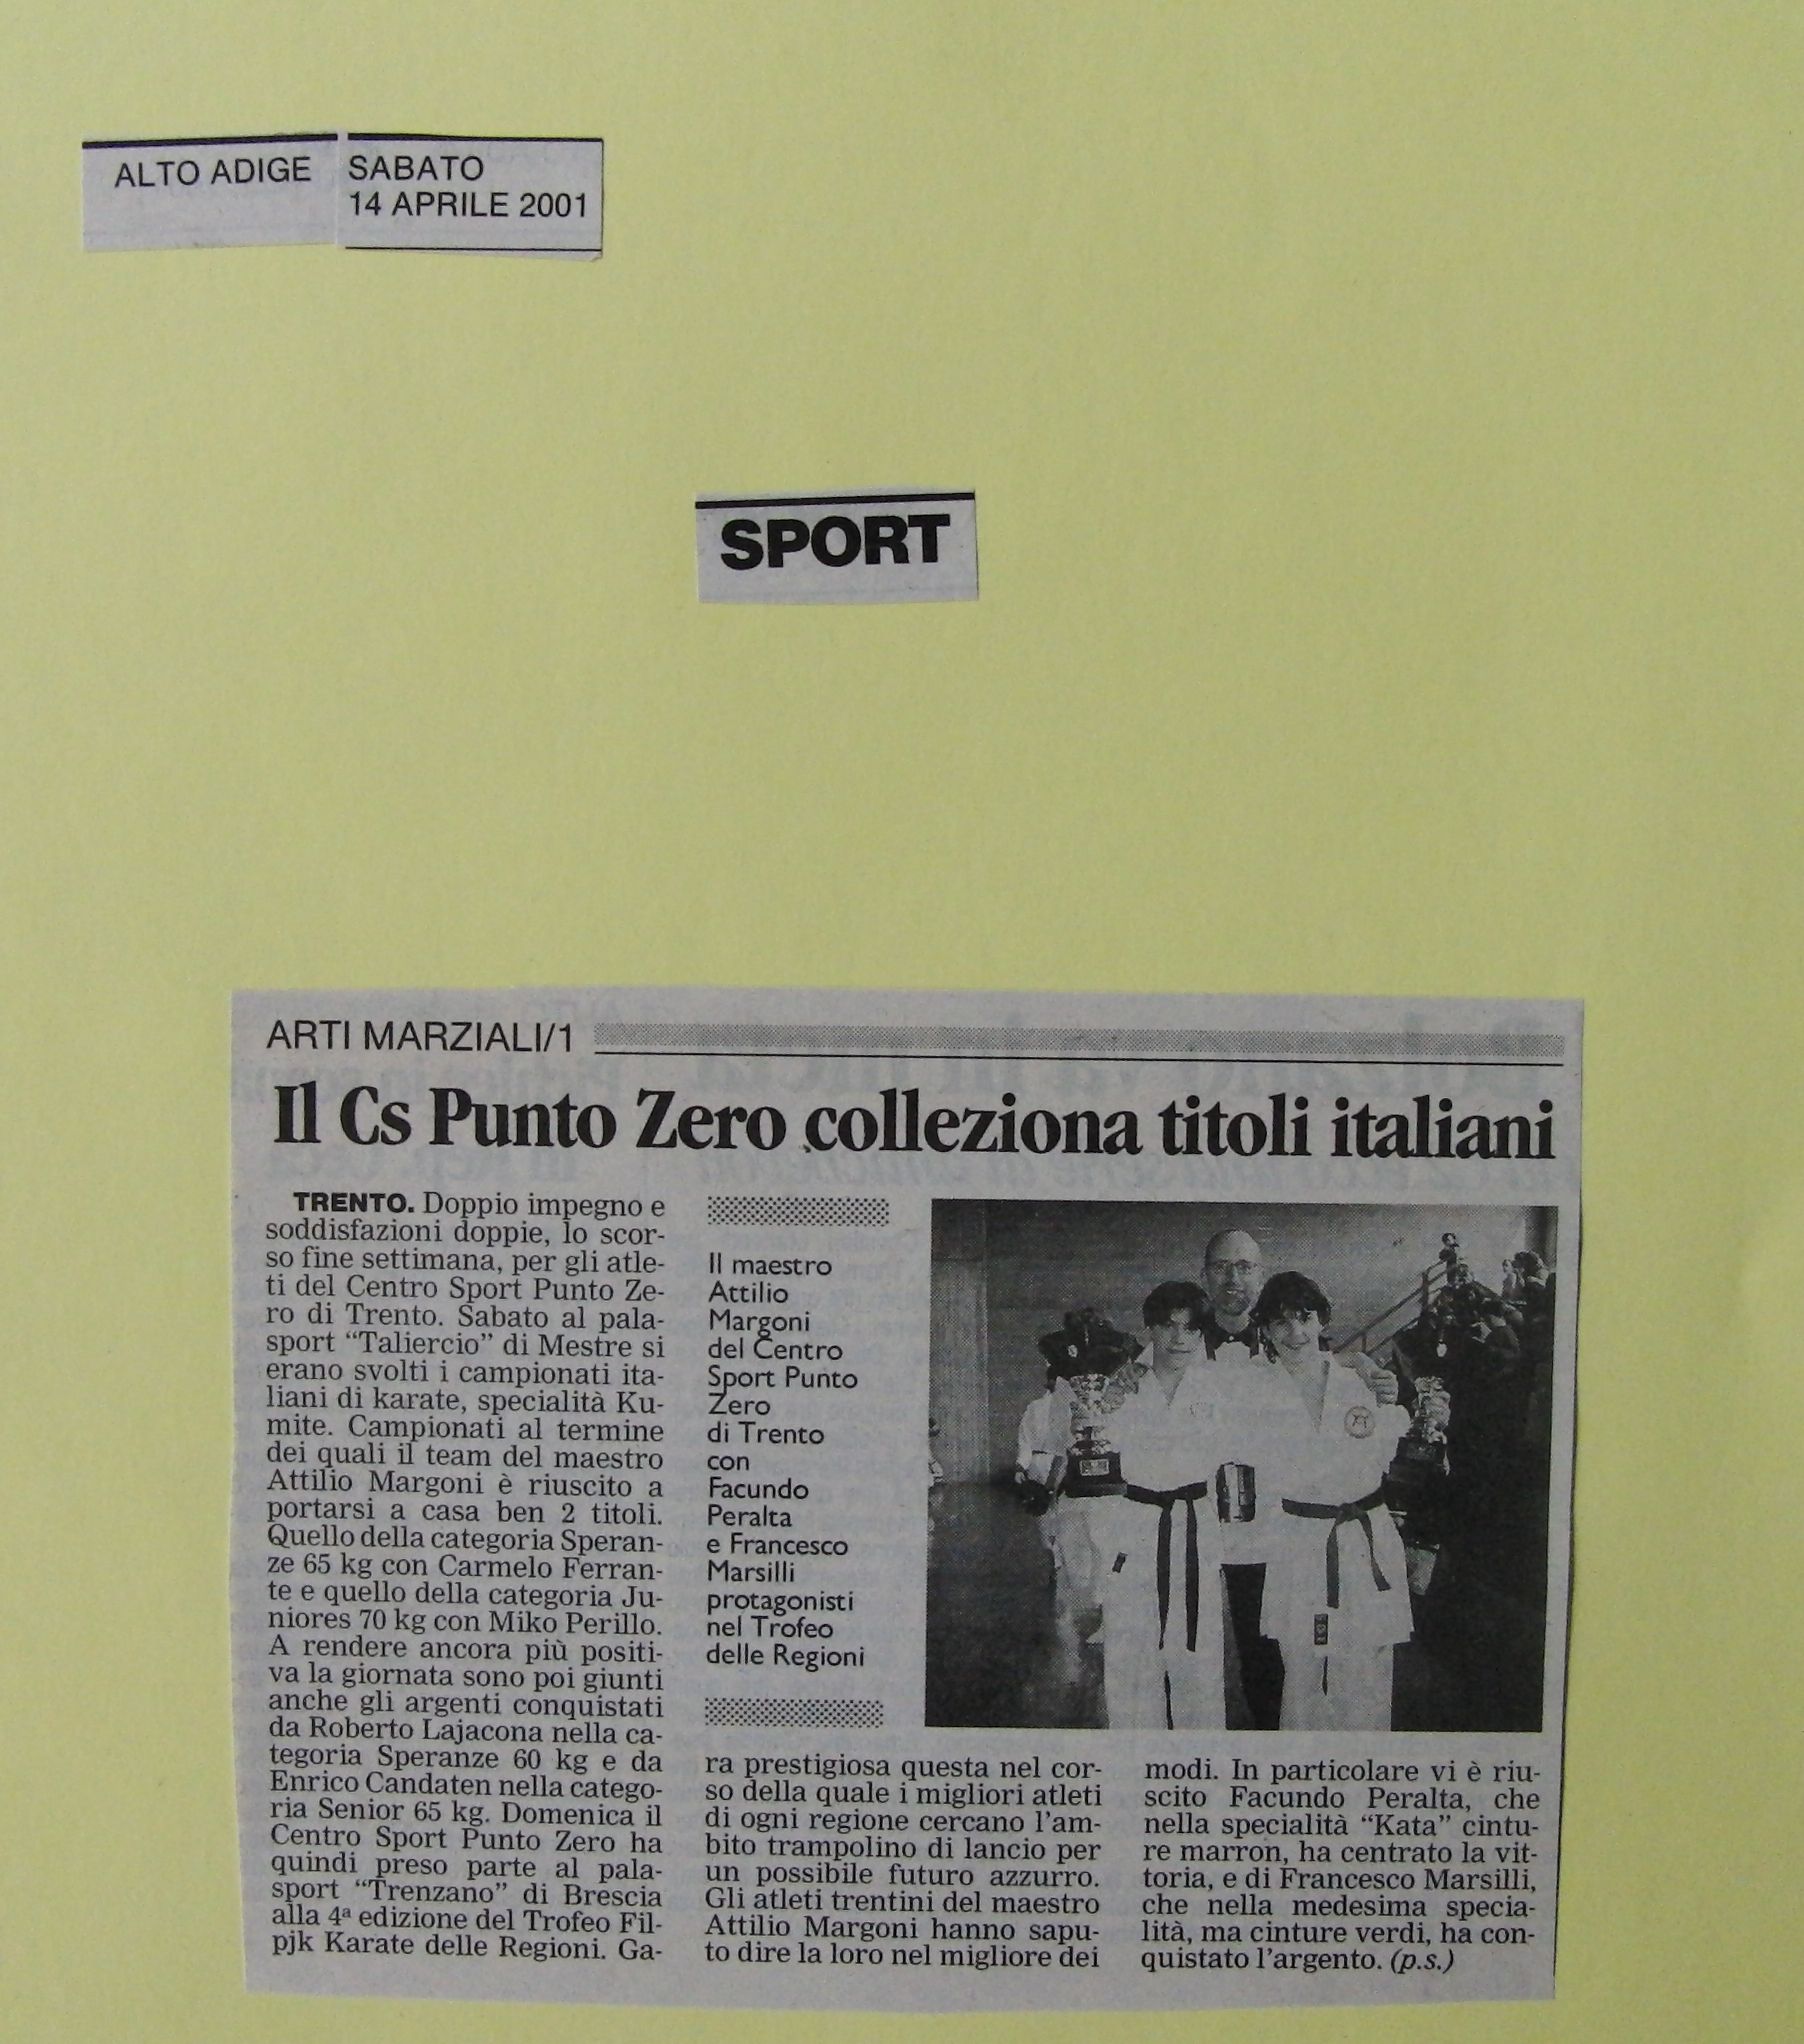 ALTO ADIGE
SABATO
14 APRILE 2001
SPORT
ARTI MARZIALI/1
Il Cs Punto Zero colleziona titoli italiani
TRENTO. Doppio impegno e
soddisfazioni doppie, lo scor-
so fine settimana, per gli atle-
ti del Centro Sport Punto Ze-
ro di Trento. Sabato al pala-
sport “Taliercio” di Mestre si
erano svolti i campionati ita-
liani di karate, specialità Ku-
mite. Campionati al termine
dei quali il team del maestro
Attilio Margoni è riuscito a
portarsi a casa ben 2 titoli.
Quello della categoria Speran-
ze 65 kg con Carmelo Ferran-
te e quello della categoria Ju-
niores 70 kg con Miko Perillo.
A rendere ancora più positi-
va la giornata sono poi giunti
anche gli argenti conquistati
da Roberto Lajacona nella ca-
tegoria Speranze 60 kg e da
Enrico Candaten nella catego-
ria Senior 65 kg. Domenica il
Centro Sport Punto Zero ha
quindi preso parte al pala-
sport “Trenzano” di Brescia
alla 4ª edizione del Trofeo Fil-
pjk Karate delle Regioni. Ga-
Il maestro
Attilio
Margoni
del Centro
Sport Punto
Zero
di Trento
con
Facundo
Peralta
e Francesco
Marsilli
protagonisti
nel Trofeo
delle Regioni
ra prestigiosa questa nel cor-
so della quale i migliori atleti
di ogni regione cercano l’am-
bito trampolino di lancio per
un possibile futuro azzurro.
Gli atleti trentini del maestro
Attilio Margoni hanno sapu-
to dire la loro nel migliore dei
modi. In particolare vi è riu-
scito Facundo Peralta, che
nella specialità “Kata” cintu-
re marron, ha centrato la vit-
toria, e di Francesco Marsilli,
che nella medesima specia-
lità, ma cinture verdi, ha con-
quistato l’argento. (p.s.)